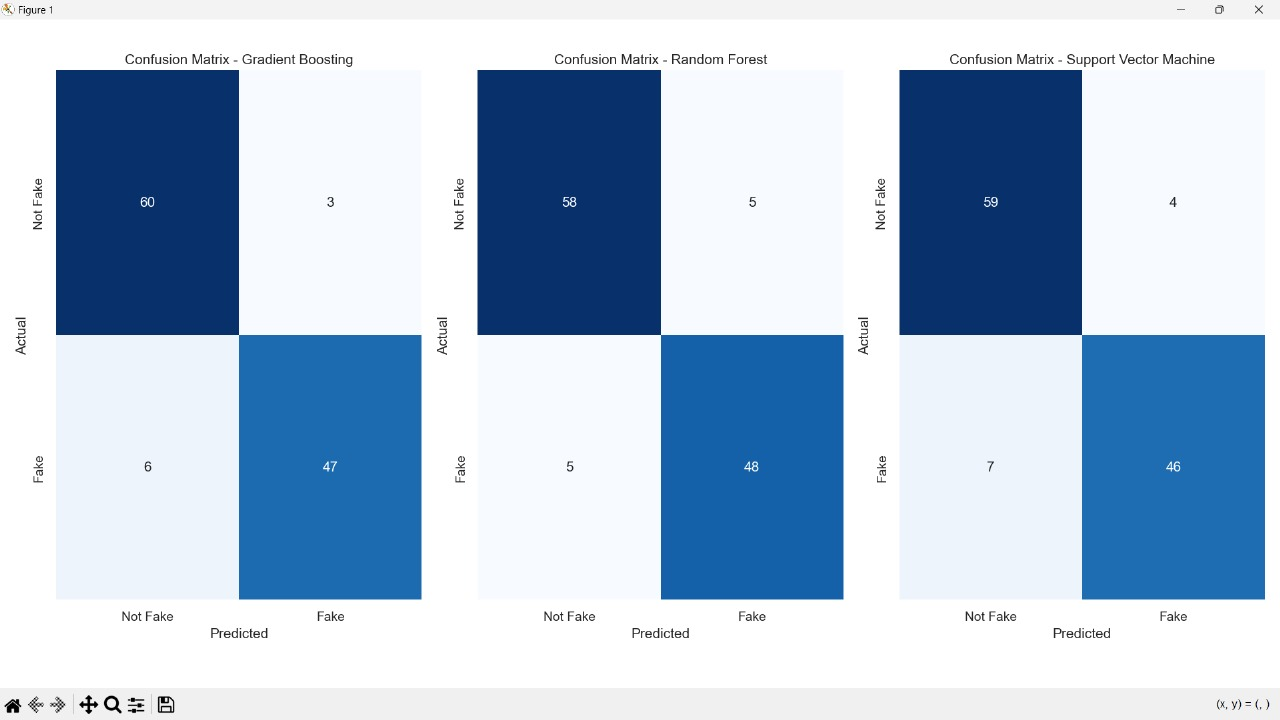 Figure 1
Confusion Matrix - Gradient Boosting
Not Fake
Fake
Actual
60
3
6
47
Not Fake
Fake
Predicted
Confusion Matrix - Random Forest
Not Fake
Fake
Actual
58
5
5
48
Not Fake
Fake
Predicted
Confusion Matrix - Support Vector Machine
Not Fake
Fake
Actual
59
4
7
46
Not Fake
Fake
Predicted
(x, y) = (, )